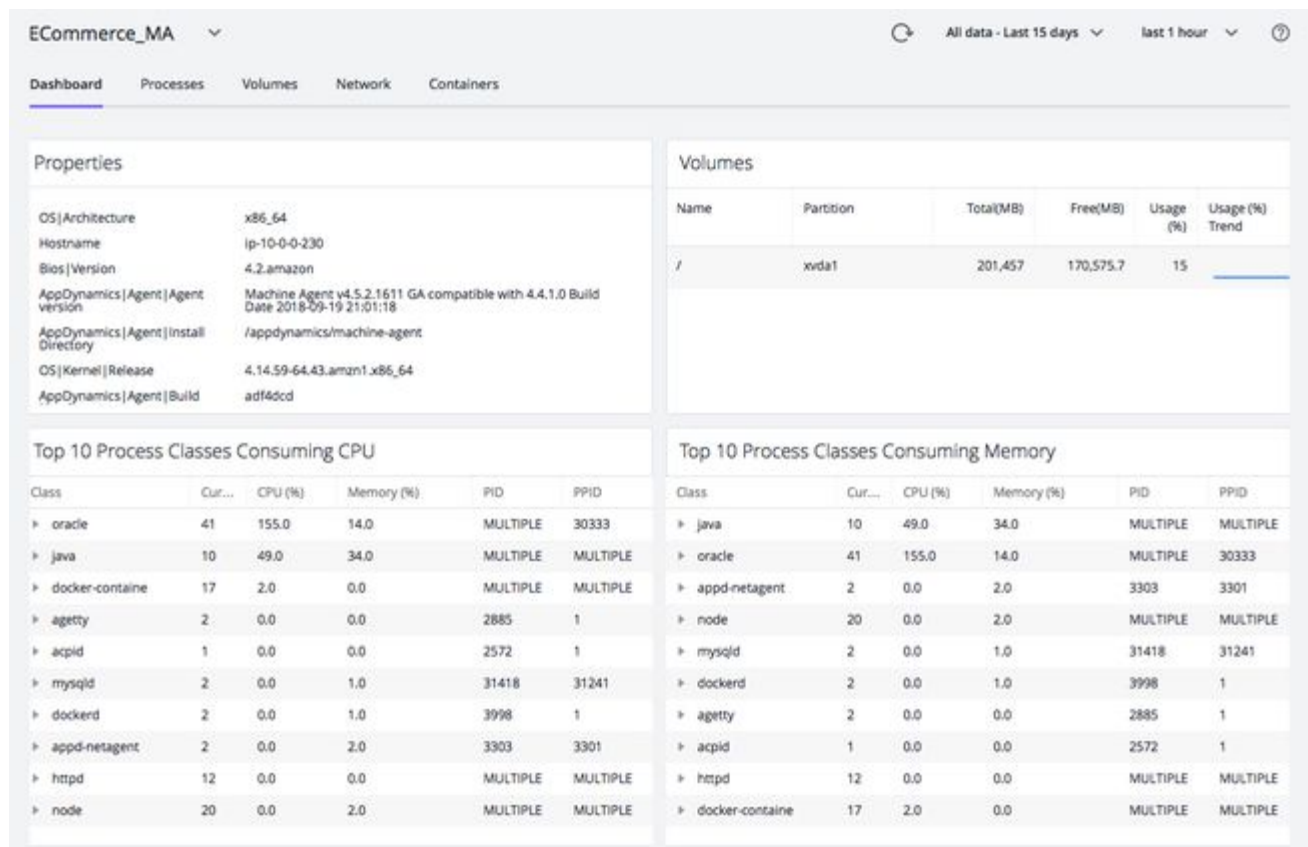 ECommerce_MA All data - Last 15 days last 1 hour
Dashboard Processes Volumes Network Containers
Properties
OS|Architecture x86_64
Hostname ip-10-0-0-230
Bios|Version 4.2.amazon
AppDynamics|Agent|Agent version Machine Agent v4.5.2.1611 GA compatible with 4.4.1.0 Build Date 2018-09-19 21:01:18
AppDynamics|Agent|Install Directory /appdynamics/machine-agent
OS|Kernel|Release 4.14.59-64.43.amzn1.x86_64
AppDynamics|Agent|Build adf4dcd
Volumes
Name Partition Total(MB) Free(MB) Usage (%) Usage (%) Trend
/ xvda1 201,457 170,575.7 15
Top 10 Process Classes Consuming CPU
Class Cur... CPU (%) Memory (%) PID PPID
oracle 41 155.0 14.0 MULTIPLE 30333
java 10 49.0 34.0 MULTIPLE MULTIPLE
docker-containe 17 2.0 0.0 MULTIPLE MULTIPLE
agetty 2 0.0 0.0 2885 1
acpid 1 0.0 0.0 2572 1
mysqld 2 0.0 1.0 31418 31241
dockerd 2 0.0 1.0 3998 1
appd-netagent 2 0.0 2.0 3303 3301
httpd 12 0.0 0.0 MULTIPLE MULTIPLE
node 20 0.0 2.0 MULTIPLE MULTIPLE
Top 10 Process Classes Consuming Memory
Class Cur... CPU (%) Memory (%) PID PPID
java 10 49.0 34.0 MULTIPLE MULTIPLE
oracle 41 155.0 14.0 MULTIPLE 30333
appd-netagent 2 0.0 2.0 3303 3301
node 20 0.0 2.0 MULTIPLE MULTIPLE
mysqld 2 0.0 1.0 31418 31241
dockerd 2 0.0 1.0 3998 1
agetty 2 0.0 0.0 2885 1
acpid 1 0.0 0.0 2572 1
httpd 12 0.0 0.0 MULTIPLE MULTIPLE
docker-containe 17 2.0 0.0 MULTIPLE MULTIPLE